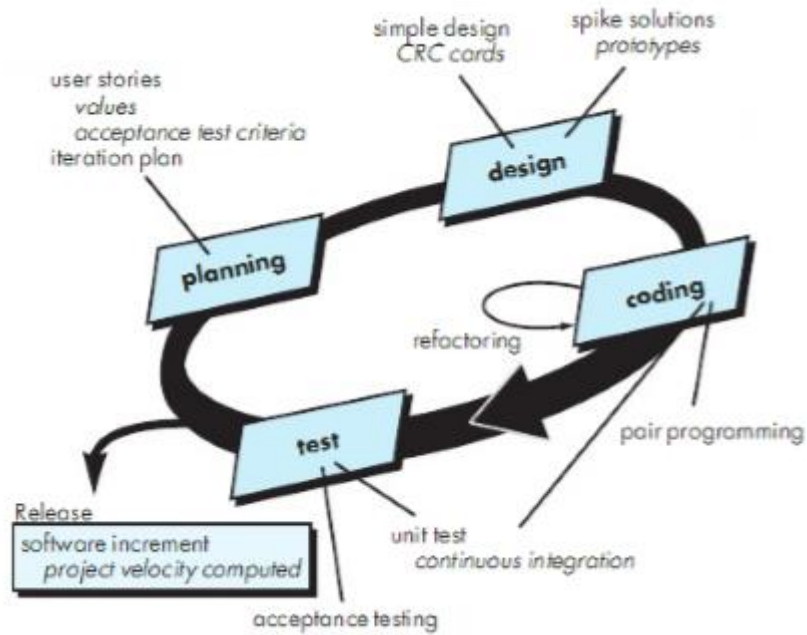 simple design
CRC cards
spike solutions
prototypes
user stories
values
acceptance test criteria
iteration plan
design
planning
coding
refactoring
test
pair programming
Release
software increment
project velocity computed
unit test
continuous integration
acceptance testing